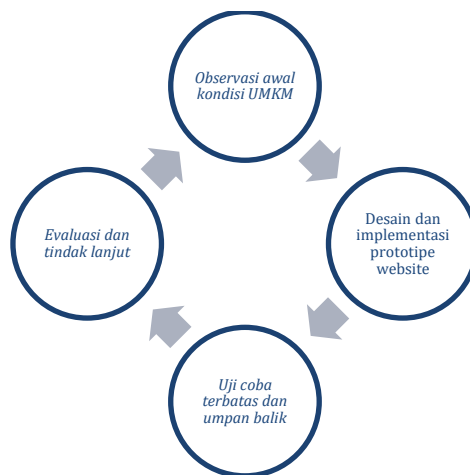 Observasi awal
kondisi UMKM
Desain dan
implementasi
prototipe
website
Uji coba
terbatas dan
umpan balik
Evaluasi dan
tindak lanjut